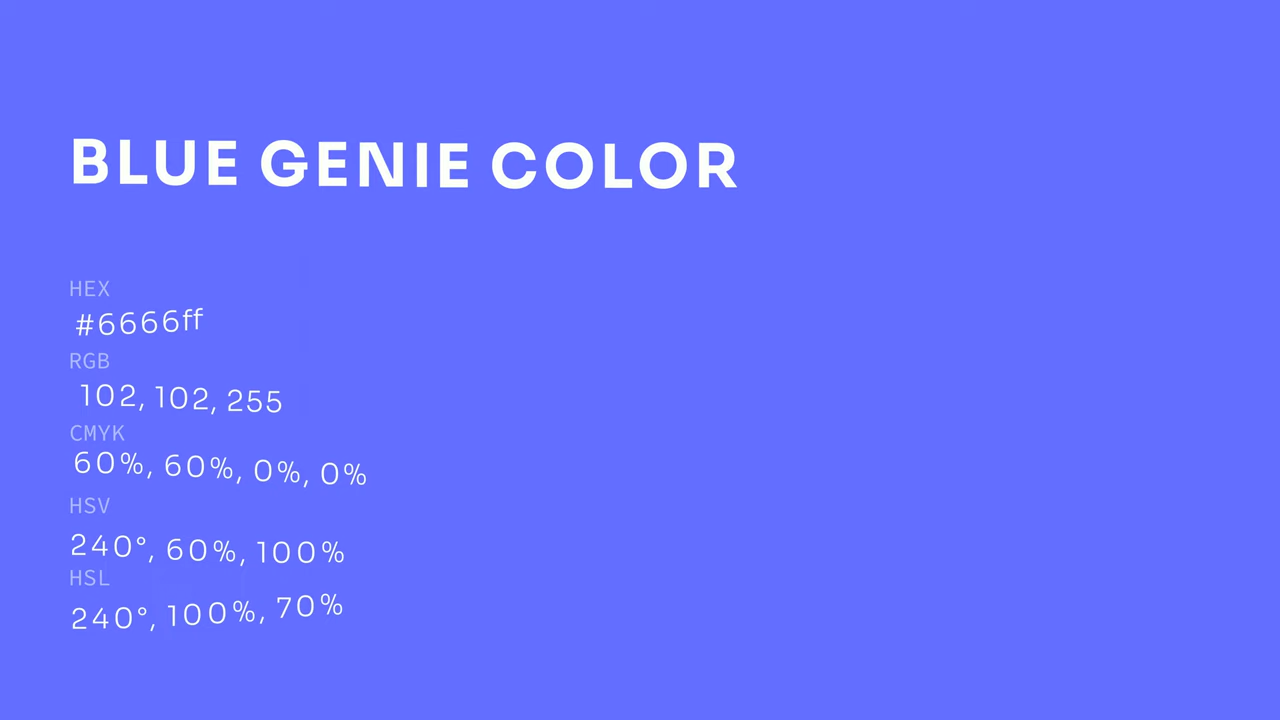 BLUE GENIE COLOR
HEX
#6666ff
RGB
102, 102, 255
CMYK
60%, 60%, 0%, 0%
HSV
240°, 60%, 100%
HSL
240°, 100%, 70%